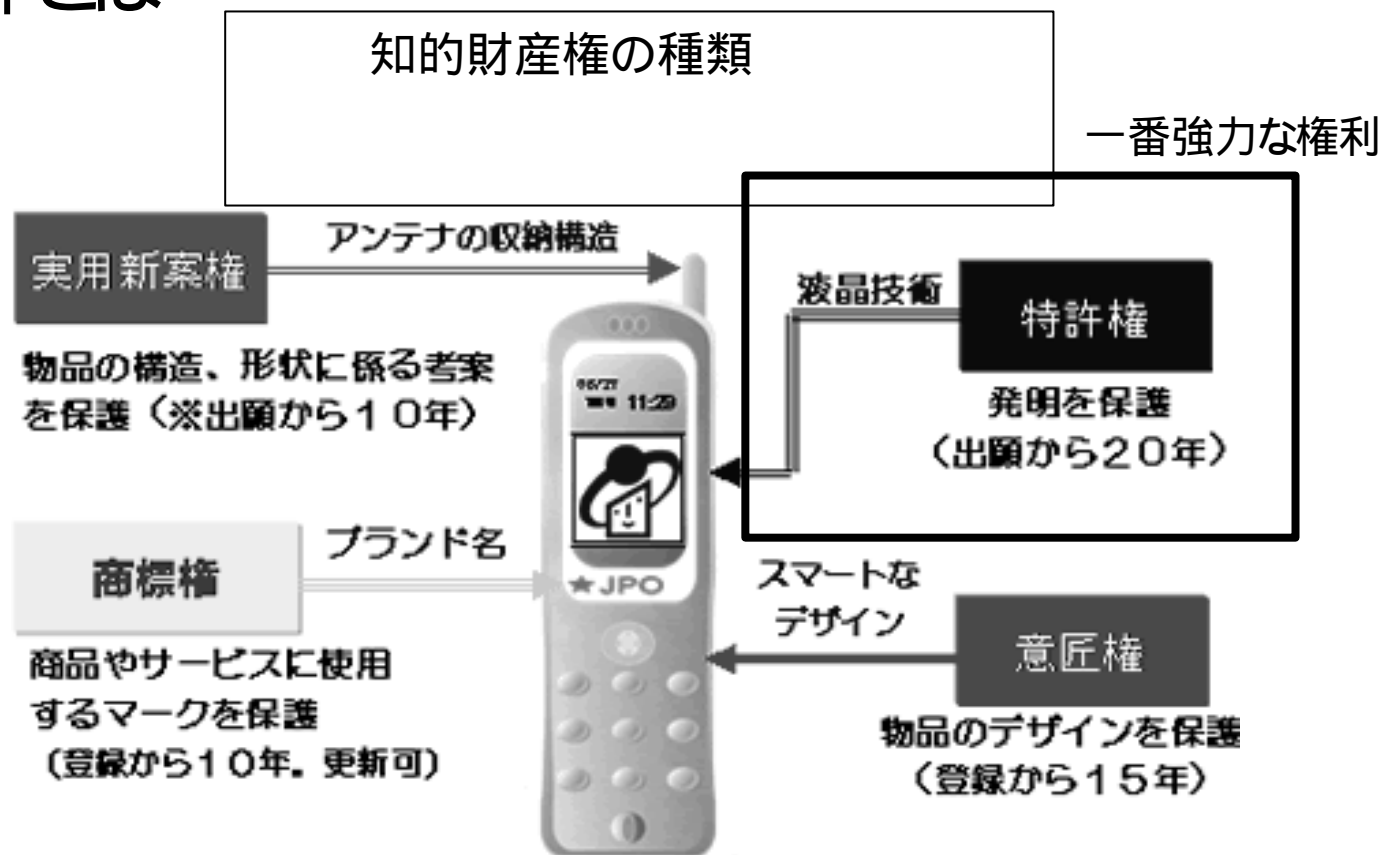 知的財産権の種類
一番強力な権利
実用新案権
アンテナの収納構造
物品の構造、形状に係る考案
を保護（※出願から１０年）
液晶技術
特許権
発明を保護
（出願から２０年）
11:29
商標権
ブランド名
★JPO
商品やサービスに使用
するマークを保護
（登録から１０年。更新可）
スマートな
デザイン
意匠権
物品のデザインを保護
（登録から１５年）